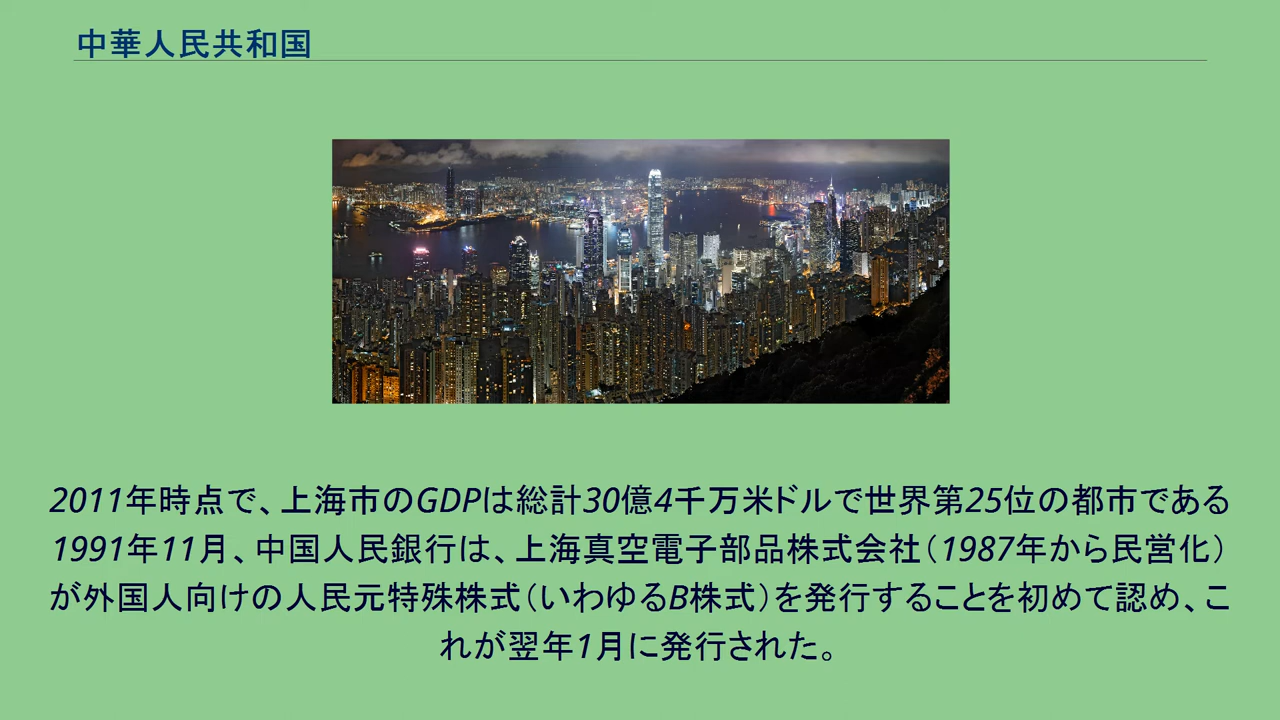 中華人民共和国
2011年時点で、上海市のGDPは総計30億4千万米ドルで世界第25位の都市である
1991年11月、中国人民銀行は、上海真空電子部品株式会社（1987年から民営化）
が外国人向けの人民元特殊株式（いわゆるB株式）を発行することを初めて認め、こ
れが翌年1月に発行された。